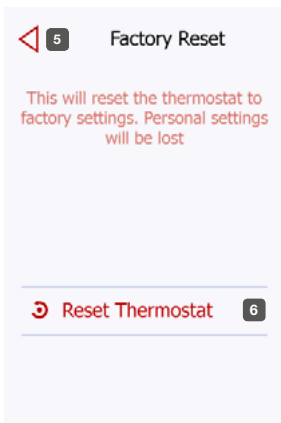 5 Factory Reset
This will reset the thermostat to
factory settings. Personal settings
will be lost
Reset Thermostat 6